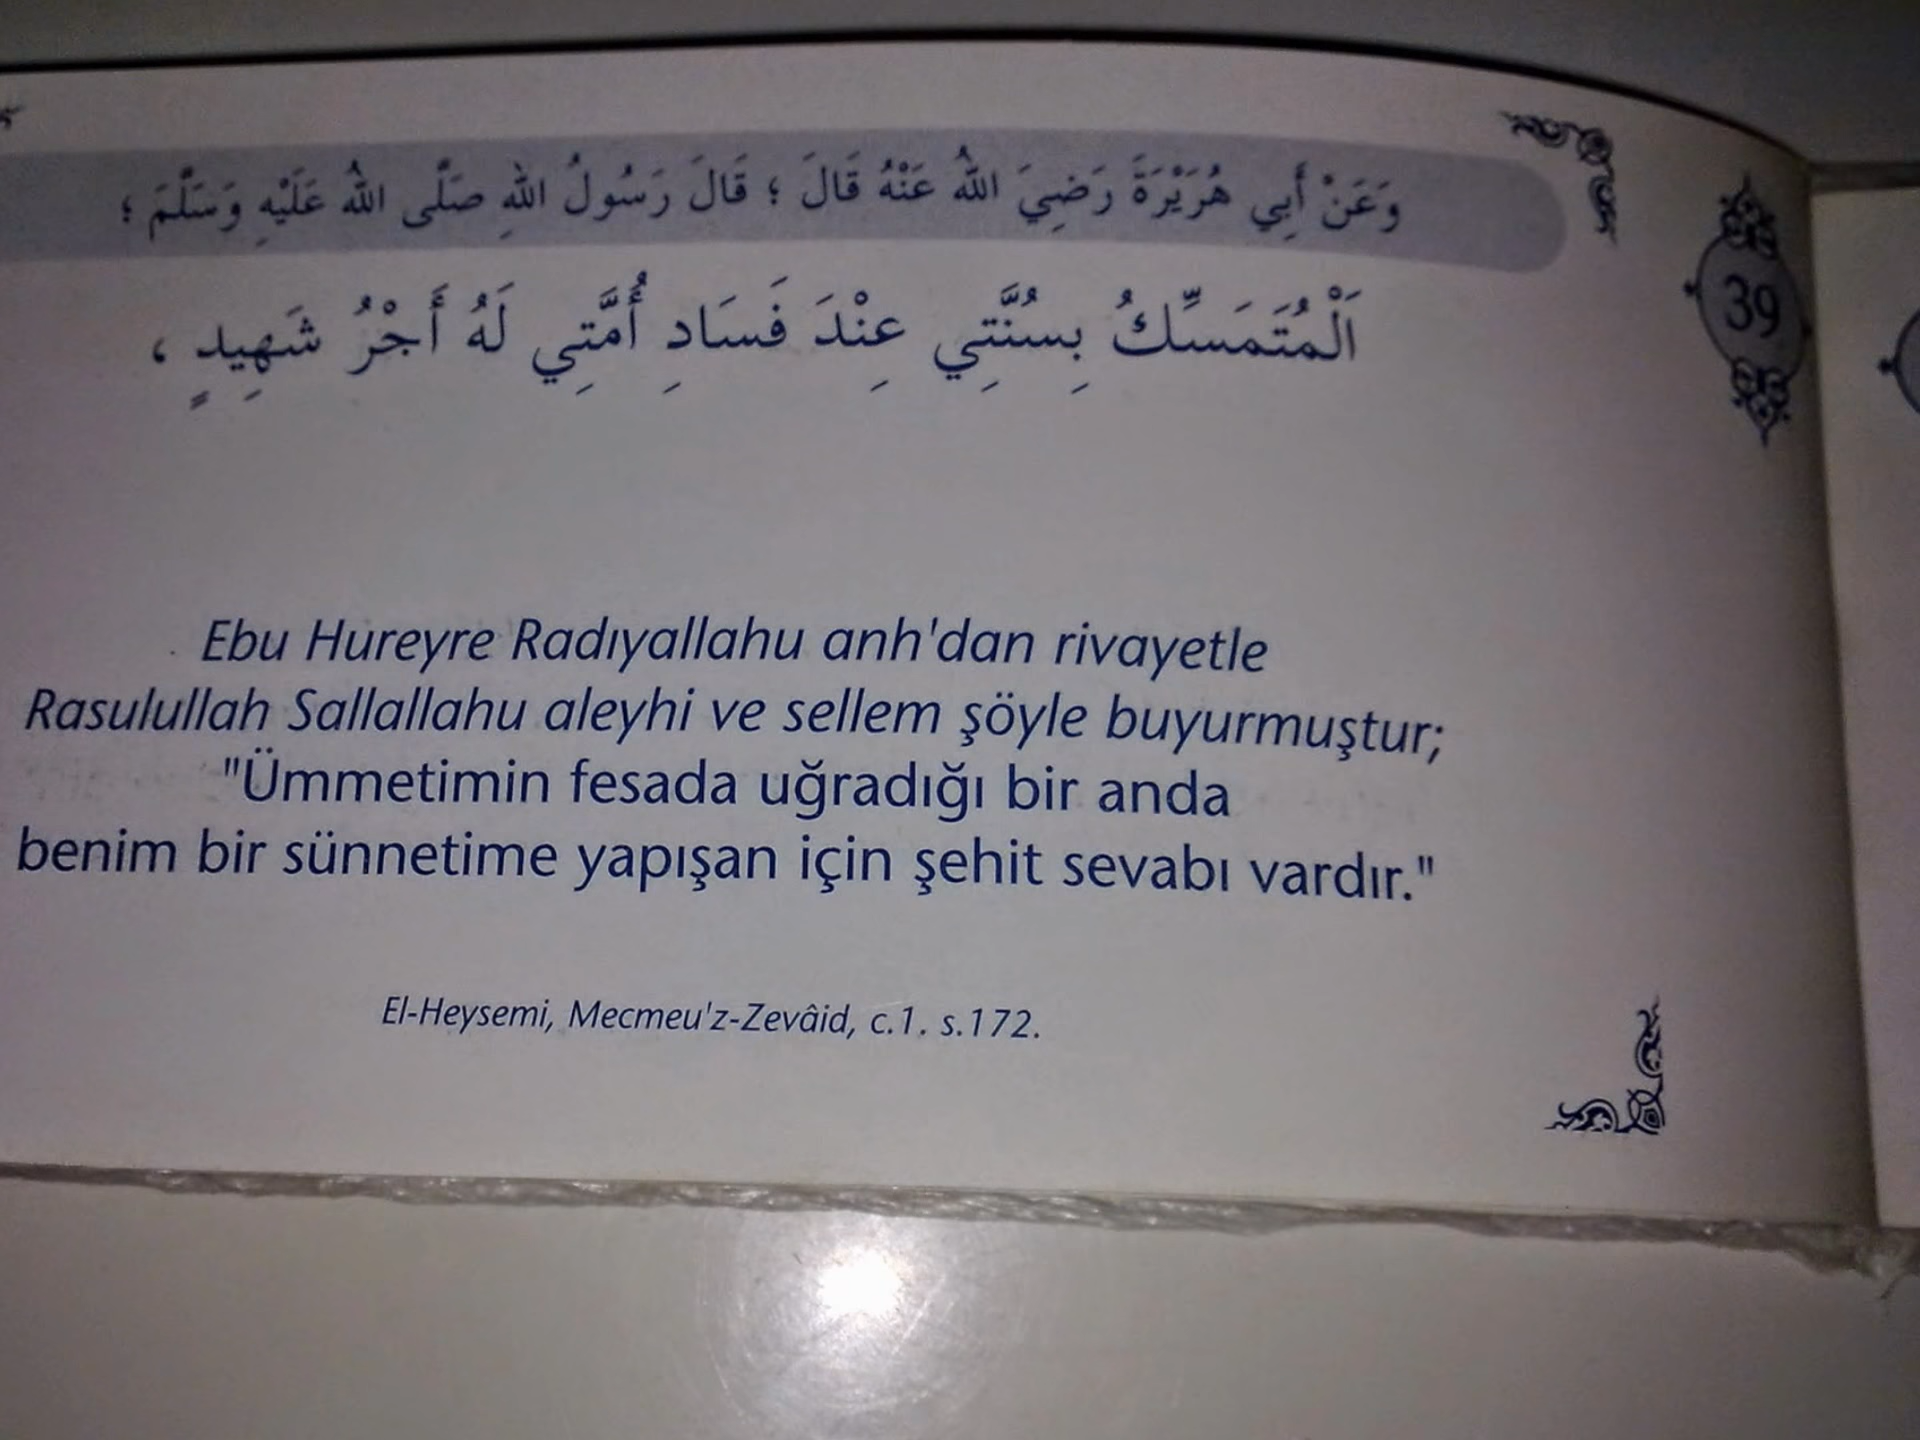 وَعَنْ أَبِي هُرَيْرَةَ رَضِيَ اللهُ عَنْهُ قَالَ ؛ قَالَ رَسُولُ اللهِ صَلَّى اللهُ عَلَيْهِ وَسَلَّمَ ؛
39
اَلْمُتَمَسِّكُ بِسُنَّتِي عِنْدَ فَسَادِ أُمَّتِي لَهُ أَجْرُ شَهِيدٍ ،
Ebu Hureyre Radıyallahu anh'dan rivayetle
Rasulullah Sallallahu aleyhi ve sellem şöyle buyurmuştur;
"Ümmetimin fesada uğradığı bir anda
benim bir sünnetime yapışan için şehit sevabı vardır."
El-Heysemi, Mecmeu'z-Zevâid, c.1. s.172.